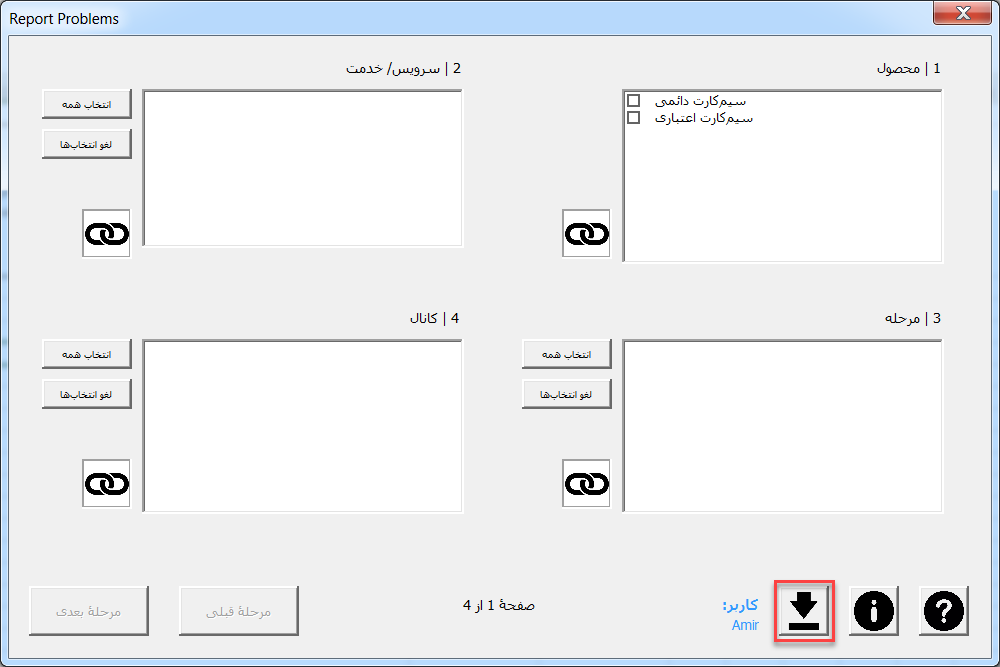 Report Problems
1 | محصول
سیم‌کارت دائمی
سیم‌کارت اعتباری
2 | سرویس/ خدمت
انتخاب همه
لغو انتخاب‌ها
3 | مرحله
انتخاب همه
لغو انتخاب‌ها
4 | کانال
انتخاب همه
لغو انتخاب‌ها
?
i
کاربر:
Amir
صفحهٔ 1 از 4
مرحلهٔ قبلی
مرحلهٔ بعدی